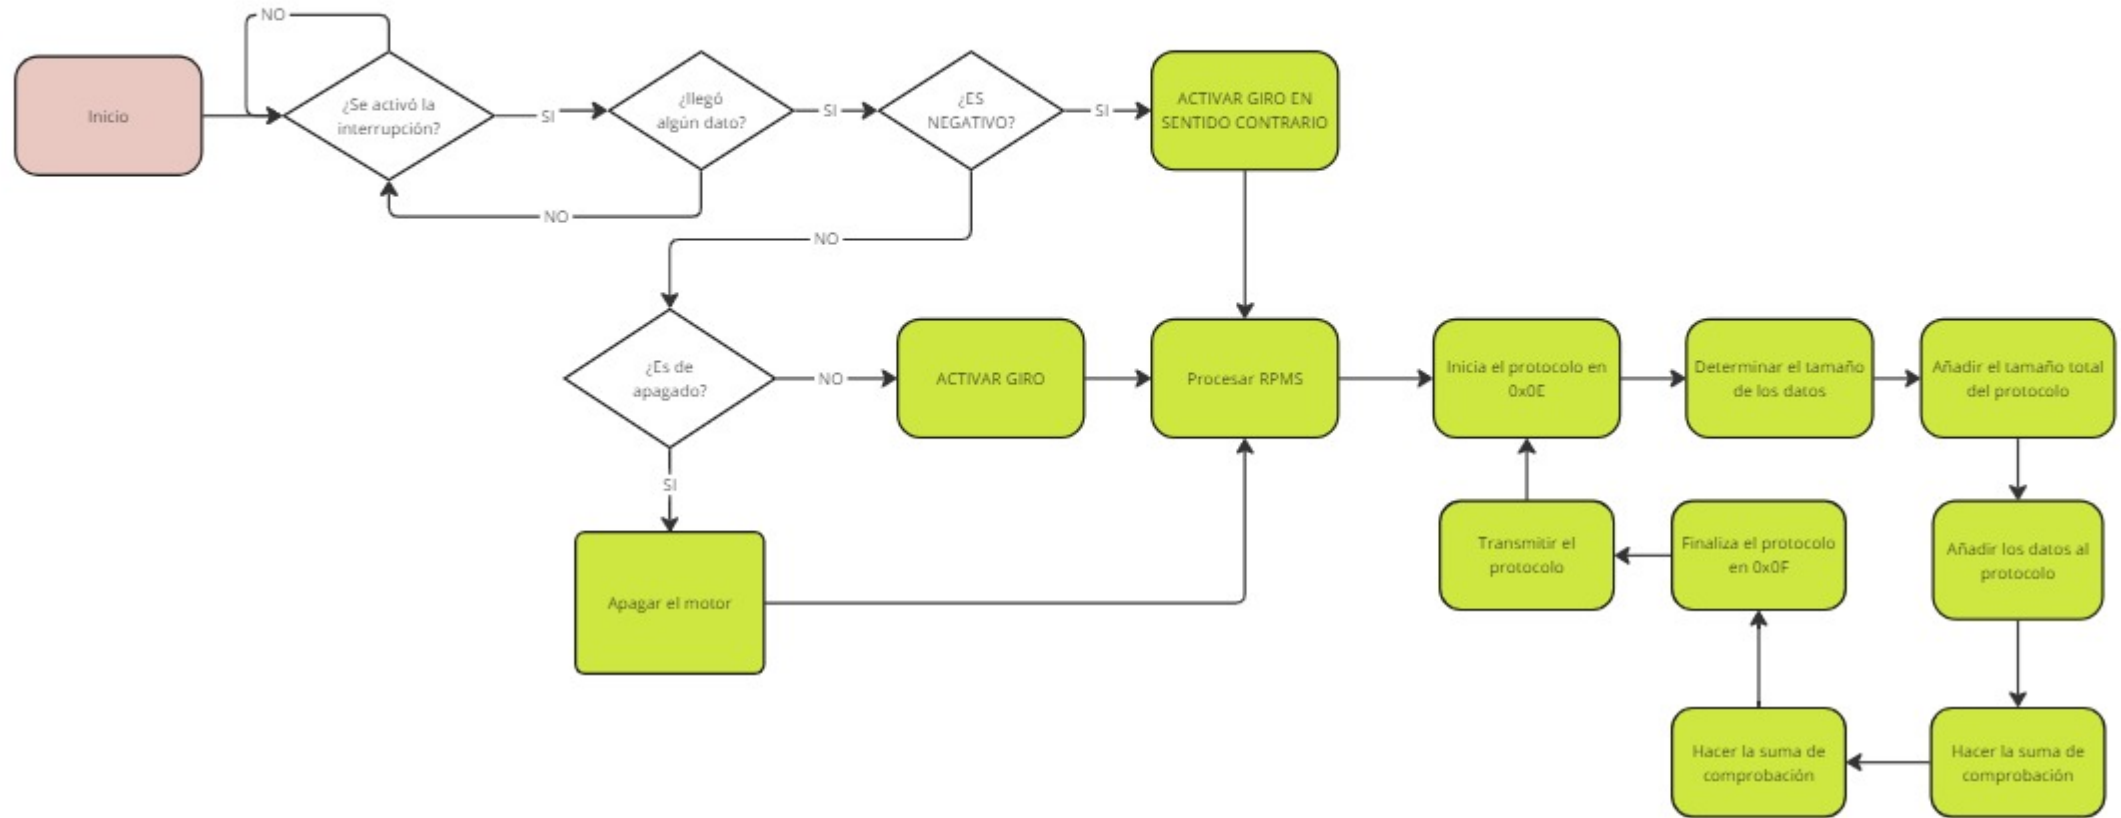 NO
Inicio
¿Se activó la
interrupción?
SI
¿llegó
algún dato?
SI
¿ES
NEGATIVO?
SI
ACTIVAR GIRO EN
SENTIDO CONTRARIO
NO
NO
¿Es de
apagado?
NO
ACTIVAR GIRO
Procesar RPMS
Inicia el protocolo en
0x0E
Determinar el tamaño
de los datos
Añadir el tamaño total
del protocolo
SI
Apagar el motor
Transmitir el
protocolo
Finaliza el protocolo
en 0x0F
Añadir los datos al
protocolo
Hacer la suma de
comprobación
Hacer la suma de
comprobación